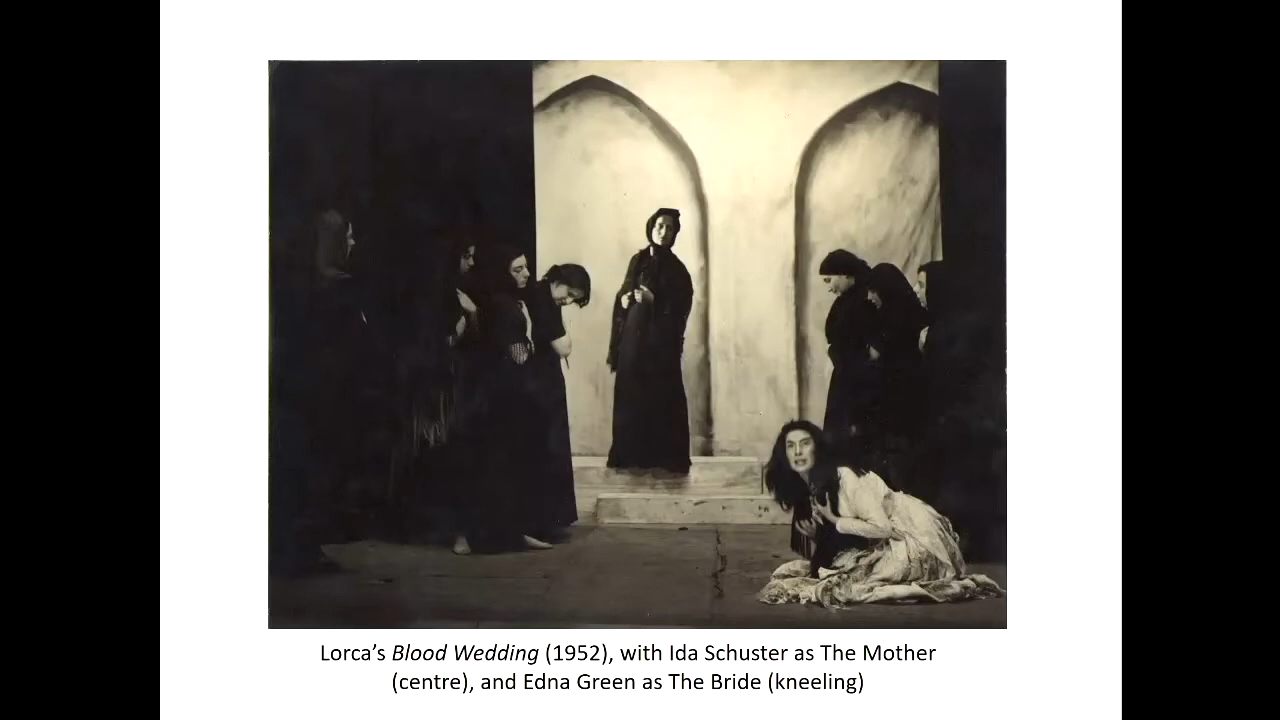 Lorca’s Blood Wedding (1952), with Ida Schuster as The Mother
(centre), and Edna Green as The Bride (kneeling)